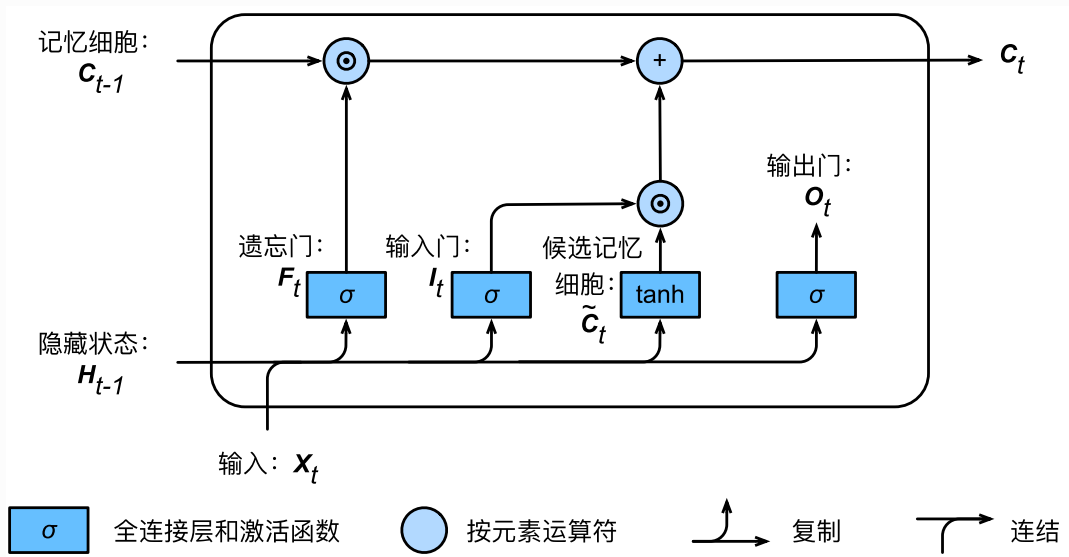 记忆细胞：
C_{t-1}
⊙
+
C_t
输出门：
O_t
⊙
遗忘门：
F_t
输入门：
I_t
候选记忆
细胞：
C̃_t
σ
σ
tanh
σ
隐藏状态：
H_{t-1}
输入：X_t
σ 全连接层和激活函数 按元素运算符 复制 连结